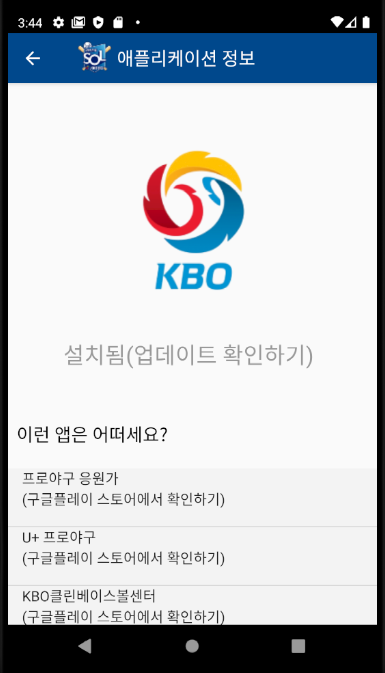 3:44
SOL
애플리케이션 정보
KBO
설치됨(업데이트 확인하기)
이런 앱은 어떠세요?
프로야구 응원가
(구글플레이 스토어에서 확인하기)
U+ 프로야구
(구글플레이 스토어에서 확인하기)
KBO클린베이스볼센터
(구글플레이 스토어에서 확인하기)